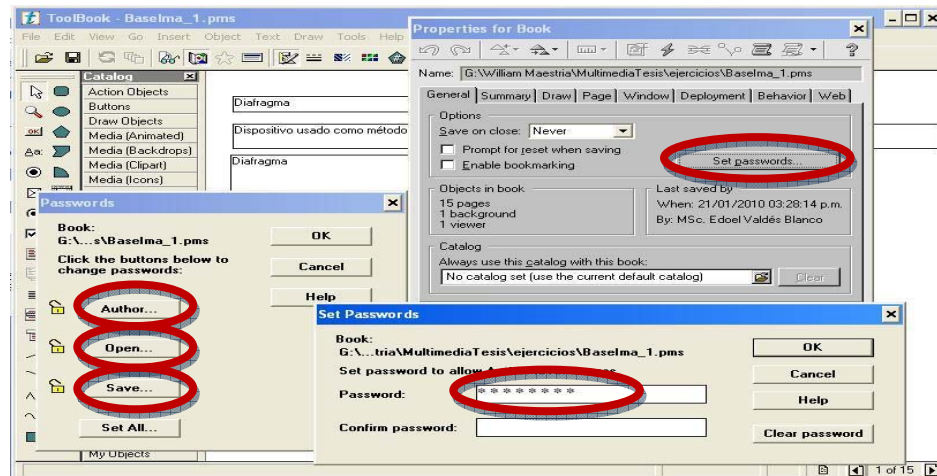 ToolBook - BaseIma_1.pms
File Edit View Go Insert Object Text Draw Tools Help
Catalog
Action Objects
Buttons
Draw Objects
Media (Animated)
Media (Backdrops)
Media (Clipart)
Media (Icons)
My Objects
OK
Aa:
Diafragma
Dispositivo usado como método
Diafragma
Properties for Book
Name: G:\William Maestria\MultimediaTesis\ejercicios\BaseIma_1.pms
General Summary Draw Page Window Deployment Behavior Web
Options
Save on close: Never
Prompt for reset when saving
Enable bookmarking
Set passwords...
Objects in book
15 pages
1 background
1 viewer
Last saved by
When: 21/01/2010 03:28:14 p.m.
By: MSc. Edoel Valdés Blanco
Catalog
Always use this catalog with this book:
No catalog set (use the current default catalog)
Clear
Passwords
Book:
G:\...s\BaseIma_1.pms
Click the buttons below to
change passwords:
OK
Cancel
Help
Author...
Open...
Save...
Set All...
Set Passwords
Book:
G:\...tria\MultimediaTesis\ejercicios\BaseIma_1.pms
Set password to allow
Password: * * * * * * * *
Confirm password:
OK
Cancel
Help
Clear password
1 of 15